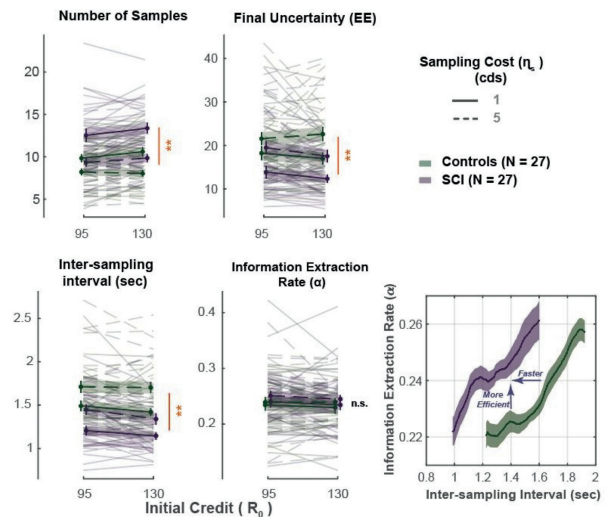 Number of Samples
20
15
10
5
**
95
130
Final Uncertainty (EE)
40
30
20
10
**
95
130
Sampling Cost (ηs)
(cds)
1
5
Controls (N = 27)
SCI (N = 27)
Inter-sampling
interval (sec)
2.5
2
1.5
1
**
95
130
Information Extraction
Rate (α)
0.4
0.3
0.2
n.s.
95
130
Initial Credit ( R0 )
Information Extraction Rate (α)
0.26
0.24
0.22
Faster
More
Efficient
0.8 1 1.2 1.4 1.6 1.8 2
Inter-sampling Interval (sec)